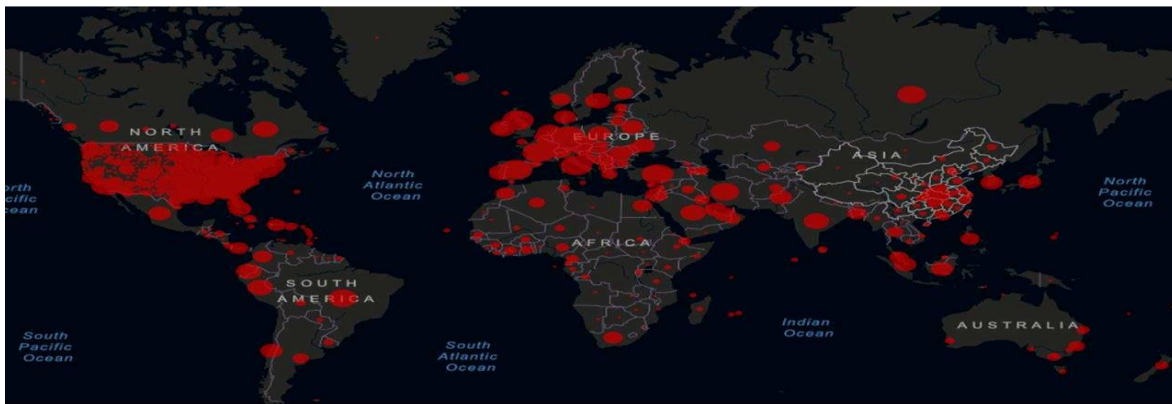 NORTH
AMERICA
EUROPE
ASIA
North
Atlantic
Ocean
North
Pacific
Ocean
orth
cific
cean
AFRICA
SOUTH
AMERICA
South
Pacific
Ocean
South
Atlantic
Ocean
Indian
Ocean
AUSTRALIA